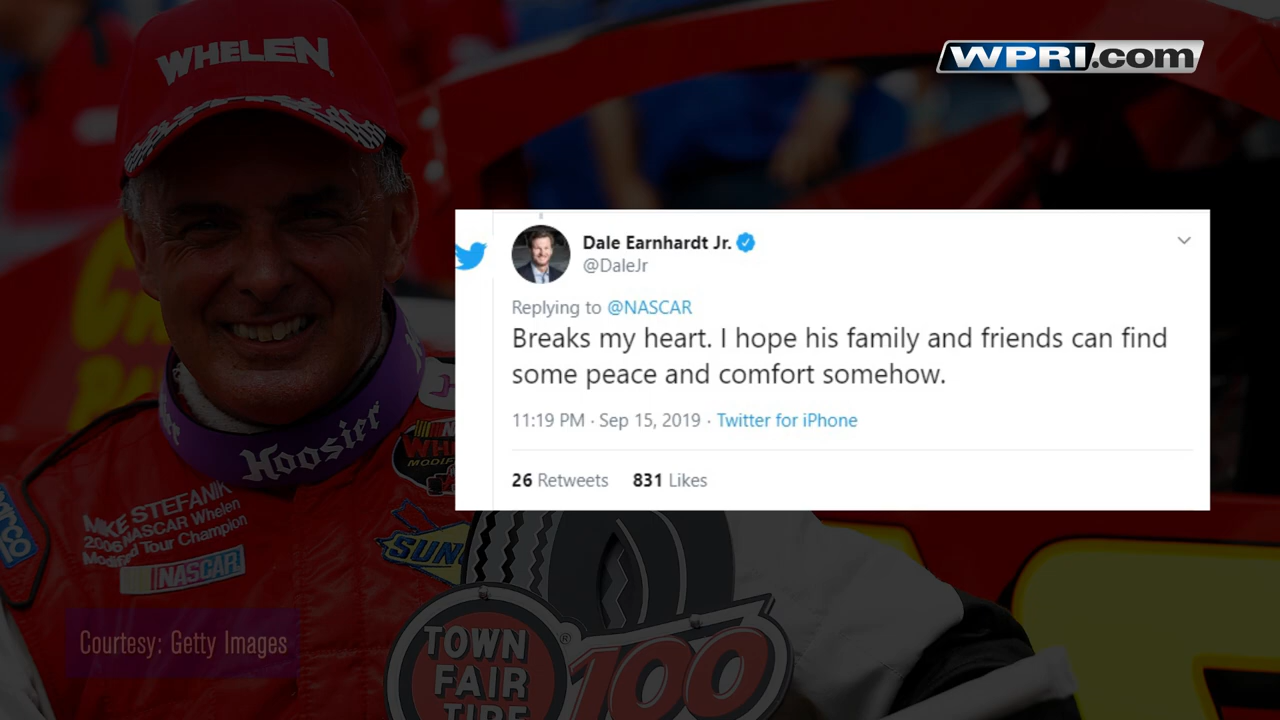 WHELEN
WPRI.com
Dale Earnhardt Jr.
@DaleJr
Replying to @NASCAR
Breaks my heart. I hope his family and friends can find
some peace and comfort somehow.
11:19 PM · Sep 15, 2019 · Twitter for iPhone
26 Retweets 831 Likes
Hoosier
MIKE STEFANIK
2006 NASCAR Whelen
Modified Tour Champion
NASCAR
SUNO
Courtesy: Getty Images
TOWN
FAIR
TIRE
100